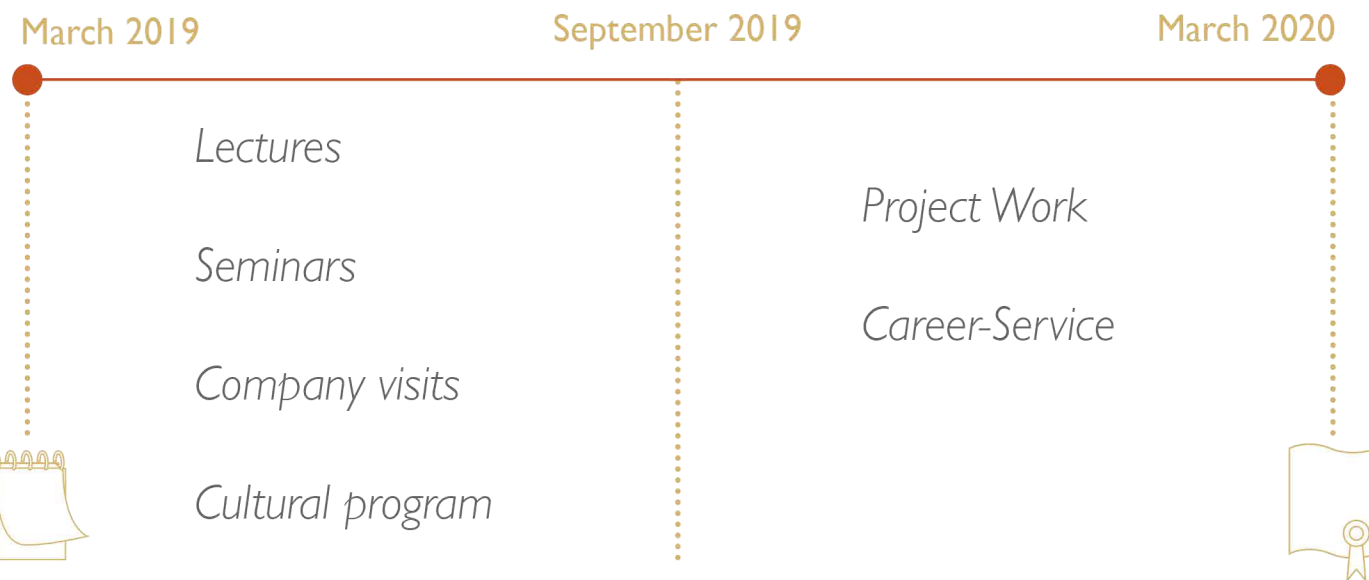 March 2019
September 2019
March 2020
Lectures
Seminars
Company visits
Cultural program
Project Work
Career-Service